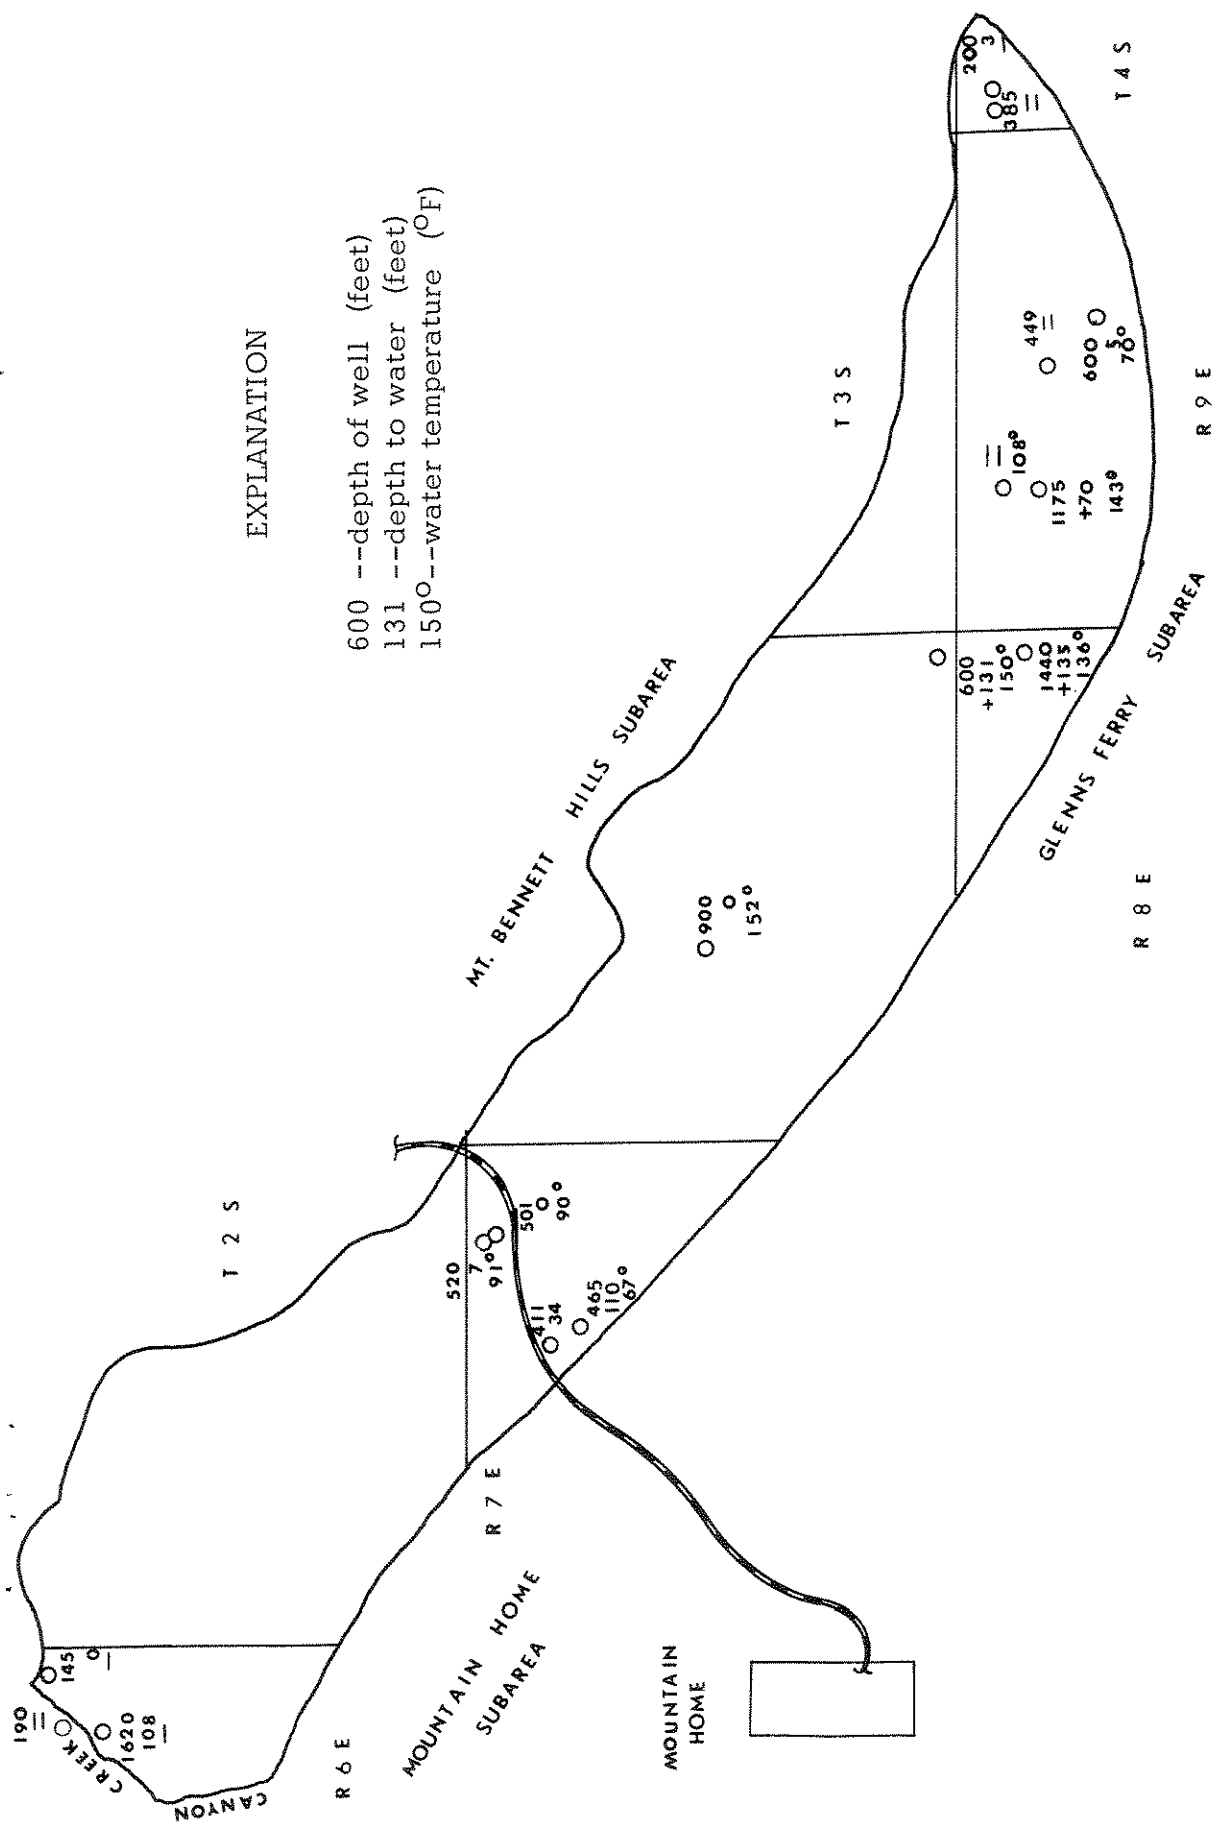 EXPLANATION
600 --depth of well (feet)
131 --depth to water (feet)
150°--water temperature (°F)
190
=
CREEK
CANYON
145
0
—
1620
108
—
R 6 E
T 2 S
R 7 E
MOUNTAIN HOME
SUBAREA
MOUNTAIN
HOME
520
7
91°
501
0
90°
411
34
465
110
67°
MT. BENNETT HILLS SUBAREA
900
0
152°
R 8 E
T 3 S
600
+131
150°
1440
+135
136°
GLENNS FERRY SUBAREA
=
108°
1175
+70
143°
449
=
600
5
70°
R 9 E
200
3
—
385
=
T 4 S